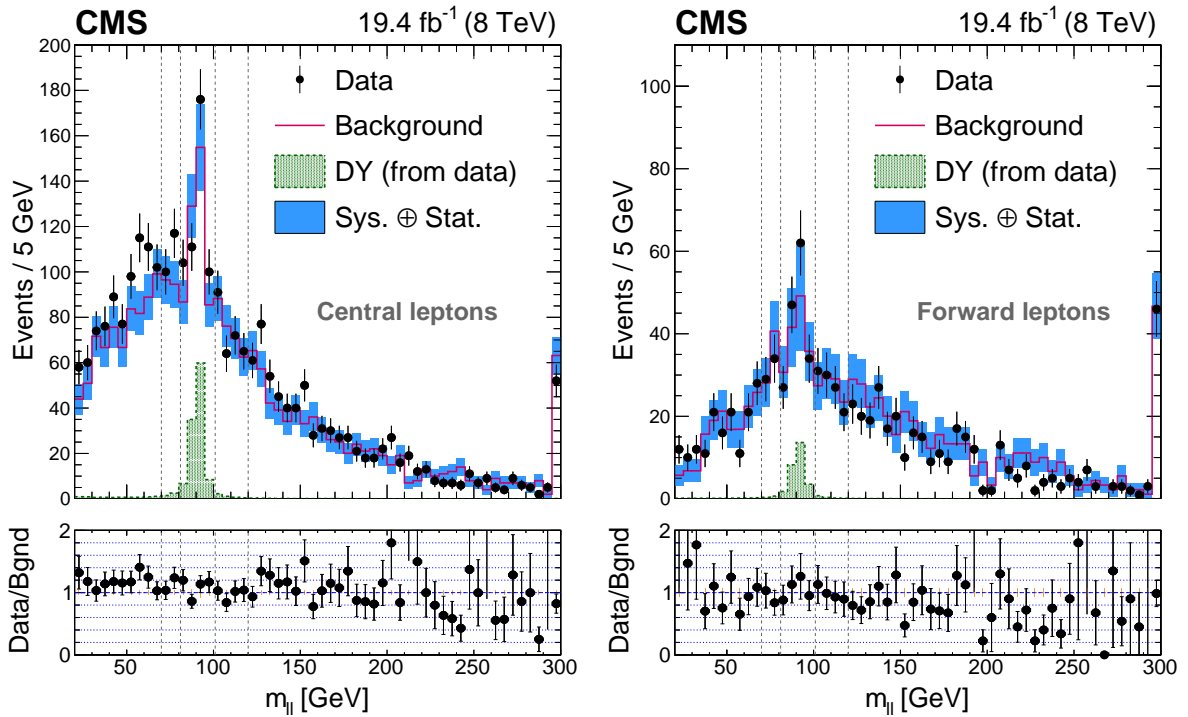 CMS 19.4 fb⁻¹ (8 TeV)
Events / 5 GeV
200
180
160
140
120
100
80
60
40
20
0
Data
Background
DY (from data)
Sys. ⊕ Stat.
Central leptons
Data/Bgnd
2
1
0
50 100 150 200 250 300
m_ll [GeV]
CMS 19.4 fb⁻¹ (8 TeV)
Events / 5 GeV
100
80
60
40
20
0
Data
Background
DY (from data)
Sys. ⊕ Stat.
Forward leptons
Data/Bgnd
2
1
0
50 100 150 200 250 300
m_ll [GeV]